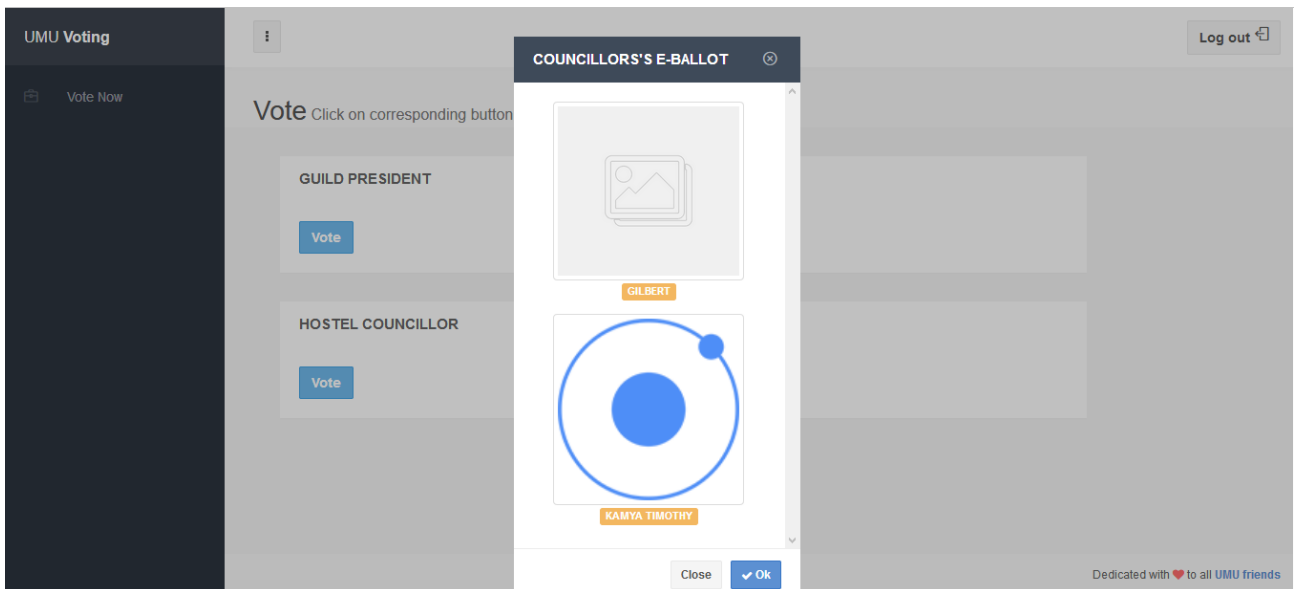 UMU Voting
Log out
Vote Now
Vote Click on corresponding button
GUILD PRESIDENT
Vote
HOSTEL COUNCILLOR
Vote
COUNCILLORS'S E-BALLOT
GILBERT
KAMYA TIMOTHY
Close
Ok
Dedicated with ❤ to all UMU friends